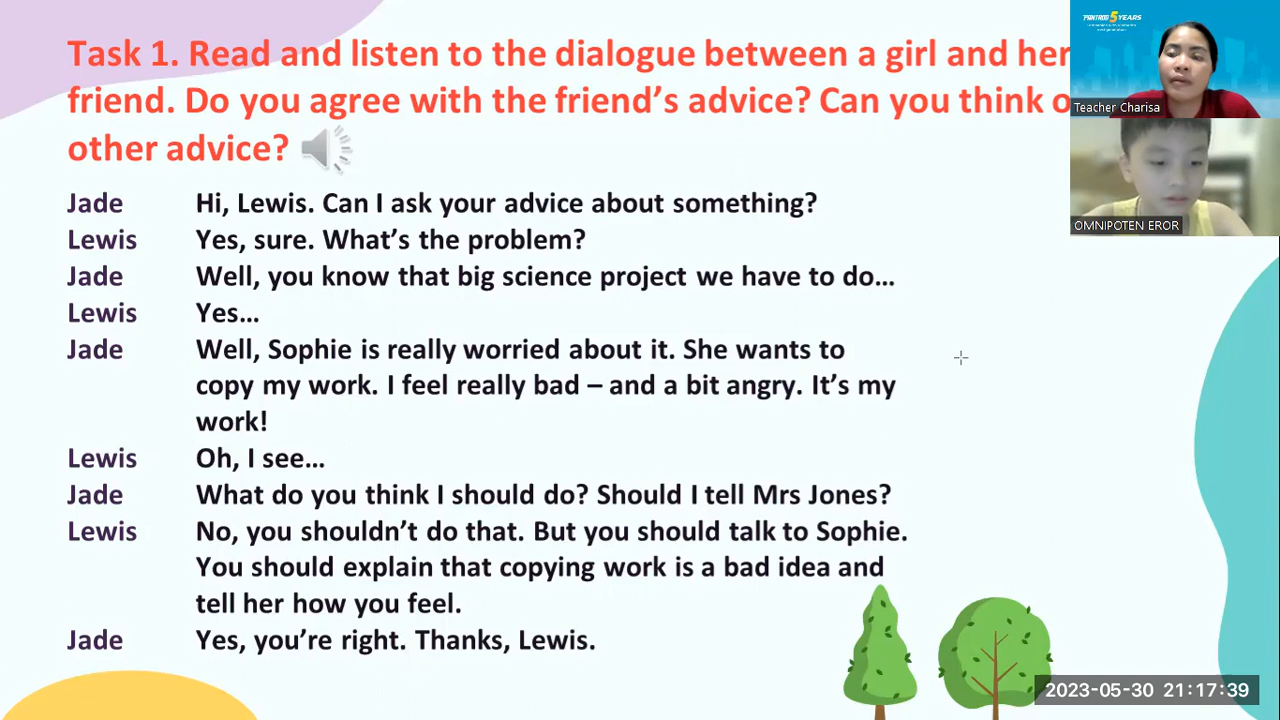 Task 1. Read and listen to the dialogue between a girl and her
friend. Do you agree with the friend's advice? Can you think o
other advice?
Jade Hi, Lewis. Can I ask your advice about something?
Lewis Yes, sure. What's the problem?
Jade Well, you know that big science project we have to do...
Lewis Yes...
Jade Well, Sophie is really worried about it. She wants to
copy my work. I feel really bad – and a bit angry. It's my
work!
Lewis Oh, I see...
Jade What do you think I should do? Should I tell Mrs Jones?
Lewis No, you shouldn't do that. But you should talk to Sophie.
You should explain that copying work is a bad idea and
tell her how you feel.
Jade Yes, you're right. Thanks, Lewis.
5 YEARS
Teacher Charisa
OMNIPOTEN EROR
2023-05-30 21:17:39